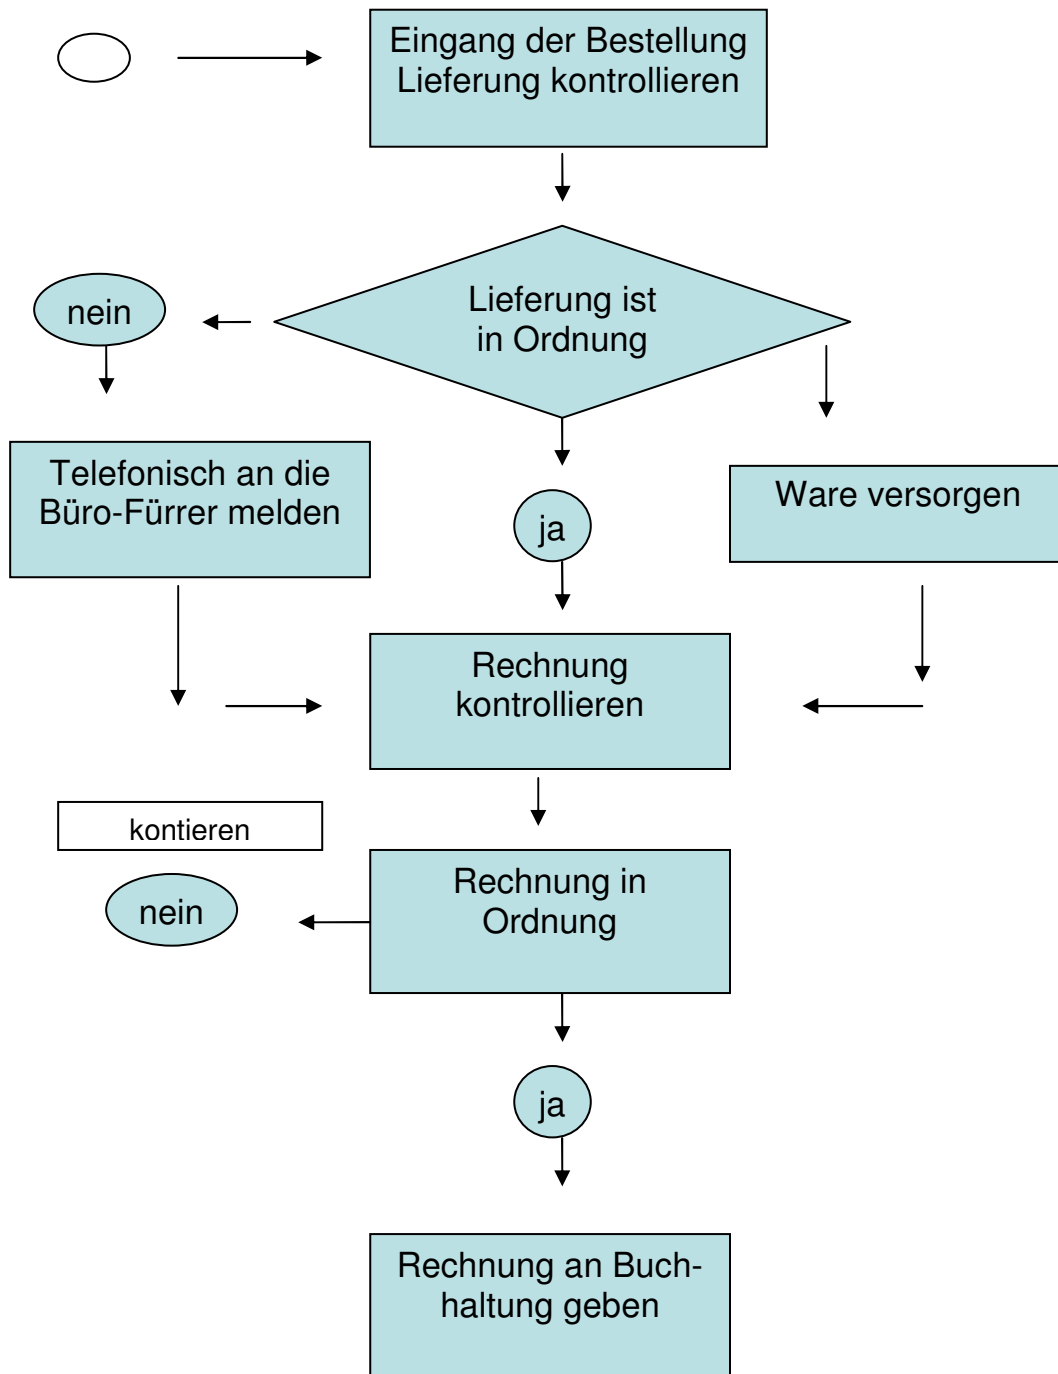 Eingang der Bestellung
Lieferung kontrollieren
Lieferung ist
in Ordnung
nein
Telefonisch an die
Büro-Fürrer melden
ja
Ware versorgen
Rechnung
kontrollieren
kontieren
Rechnung in
Ordnung
nein
ja
Rechnung an Buch-
haltung geben